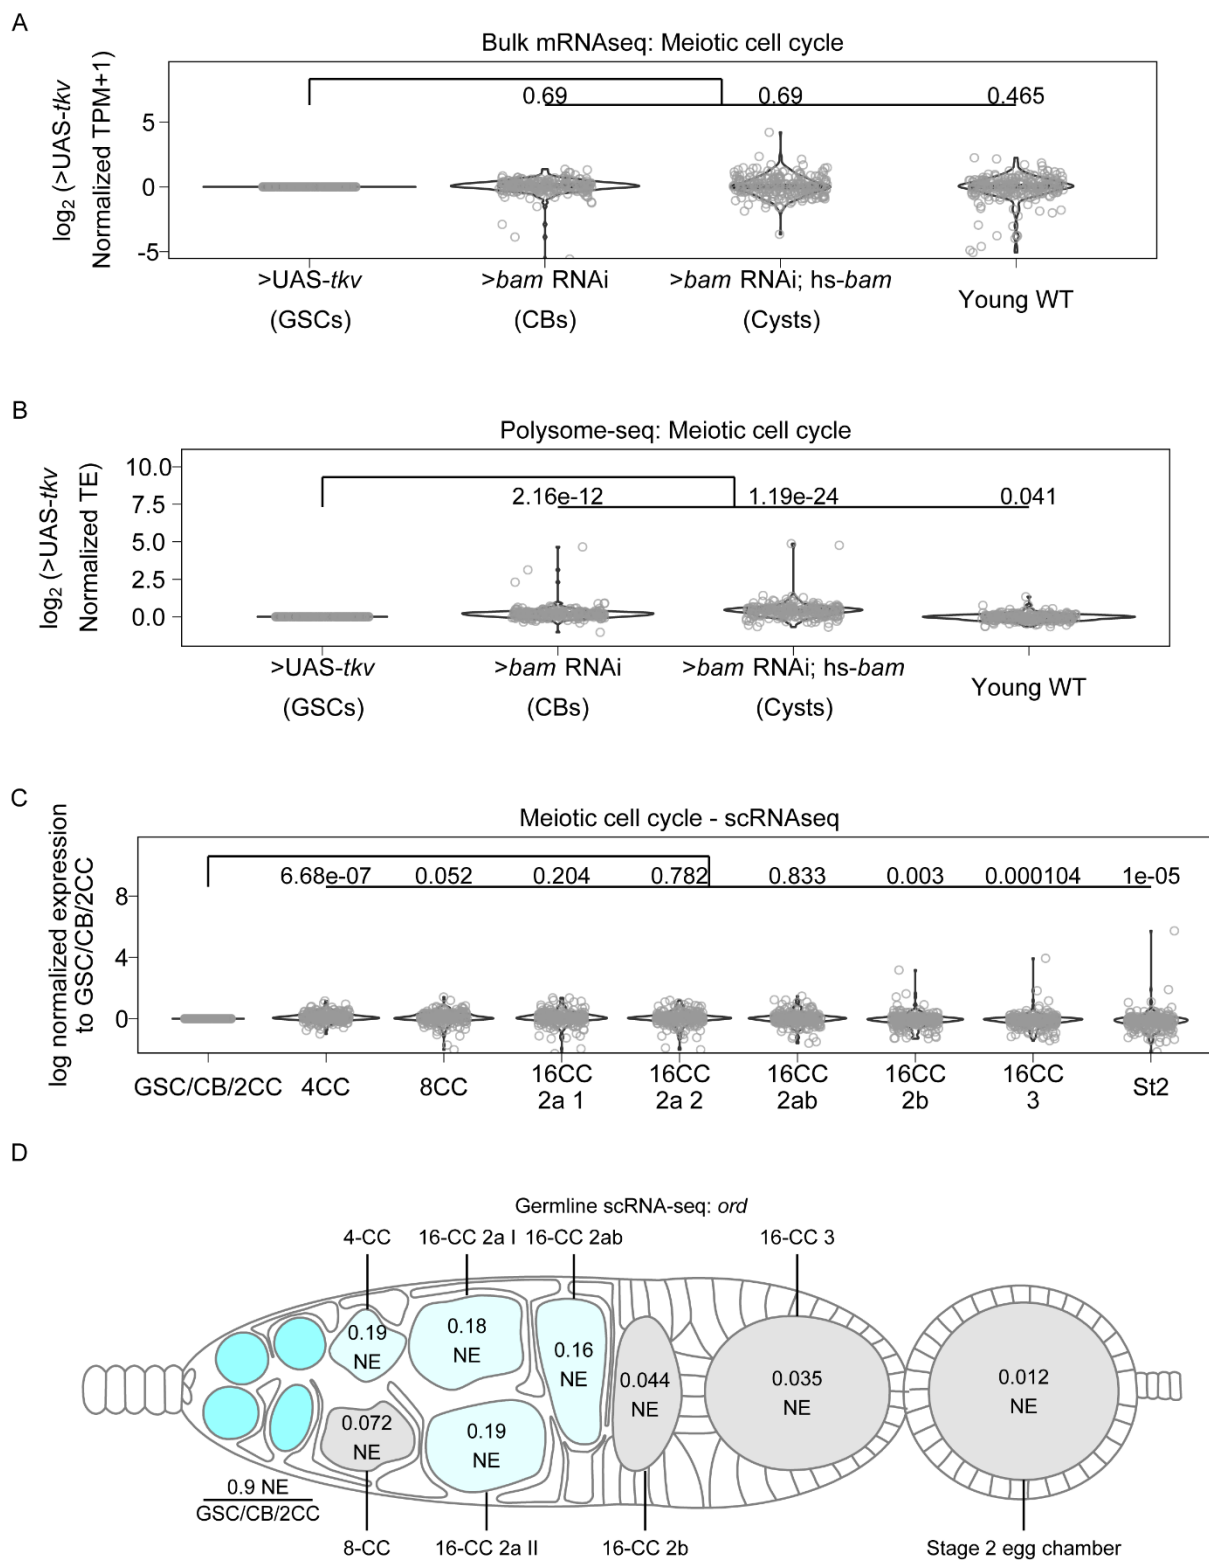 A
Bulk mRNAseq: Meiotic cell cycle
log2 (>UAS-tkv
Normalized TPM+1)
0.69 0.69 0.465
5
0
-5
>UAS-tkv >bam RNAi >bam RNAi; hs-bam Young WT
(GSCs) (CBs) (Cysts)
B
Polysome-seq: Meiotic cell cycle
log2 (>UAS-tkv
Normalized TE)
10.0
7.5
5.0
2.5
0.0
2.16e-12 1.19e-24 0.041
>UAS-tkv >bam RNAi >bam RNAi; hs-bam Young WT
(GSCs) (CBs) (Cysts)
C
Meiotic cell cycle - scRNAseq
log normalized expression
to GSC/CB/2CC
6.68e-07 0.052 0.204 0.782 0.833 0.003 0.000104 1e-05
8
4
0
GSC/CB/2CC 4CC 8CC 16CC 16CC 16CC 16CC 16CC St2
2a 1 2a 2 2ab 2b 3
D
Germline scRNA-seq: ord
4-CC 16-CC 2a I 16-CC 2ab 16-CC 3
0.19
NE
0.18
NE
0.16
NE
0.044
NE
0.035
NE
0.012
NE
0.072
NE
0.19
NE
0.9 NE
GSC/CB/2CC
8-CC 16-CC 2a II 16-CC 2b Stage 2 egg chamber